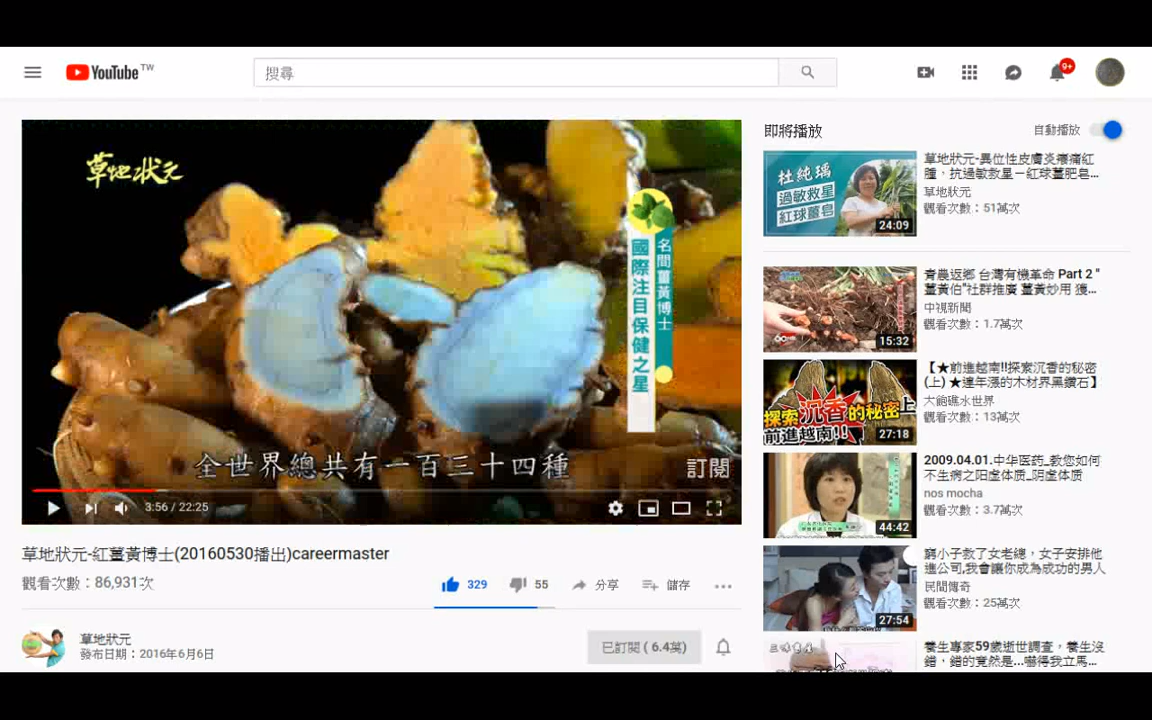 YouTube TW
搜尋
9+
草地狀元
名間薑黃博士
國際注目保健之星
全世界總共有一百三十四種
訂閱
3:56 / 22:25
草地狀元-紅薑黃博士(20160530播出)careermaster
觀看次數：86,931次
329
55
分享
儲存
草地狀元
發布日期：2016年6月6日
已訂閱 ( 6.4萬)
即將播放
自動播放
杜純瑀
過敏救星
紅球薑皂
24:09
草地狀元-異位性皮膚炎癢痛紅
腫，抗過敏救星－紅球薑肥皂...
草地狀元
觀看次數：51萬次
15:32
青農返鄉 台灣有機革命 Part 2 "
薑黃伯"社群推廣 薑黃妙用 獲...
中視新聞
觀看次數：1.7萬次
探索沉香的秘密上
前進越南!!
27:18
【★前進越南!!探索沉香的秘密
(上) ★連年漲的木材界黑鑽石】
大鉋礁水世界
觀看次數：13萬次
44:42
2009.04.01.中华医药_教您如何
不生病之阳虚体质_阴虚体质
nos mocha
觀看次數：3.7萬次
27:54
窮小子救了女老總，女子安排他
進公司,我會讓你成為成功的男人
民間傳奇
觀看次數：25萬次
養生專家59歲逝世調查，養生沒
錯，錯的竟然是...嚇得我立馬...